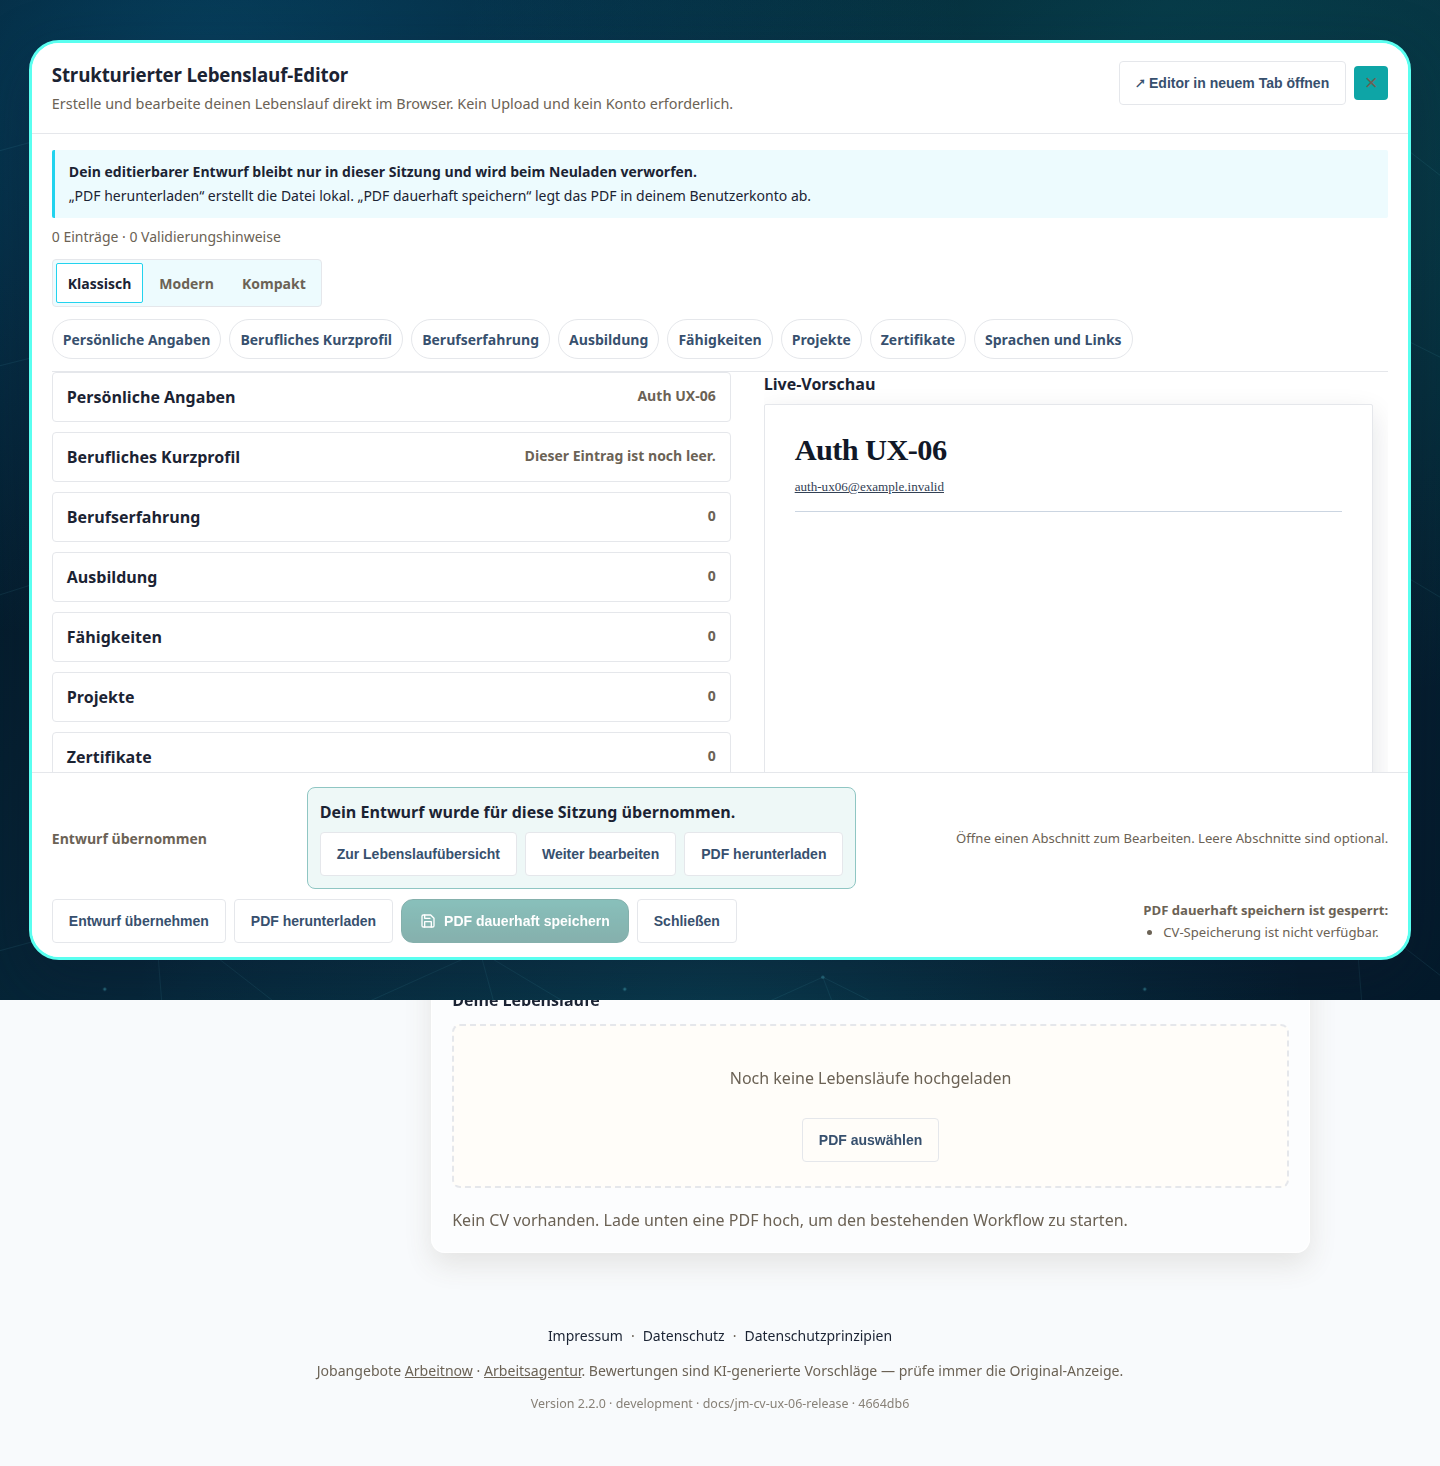 Strukturierter Lebenslauf-Editor
Erstelle und bearbeite deinen Lebenslauf direkt im Browser. Kein Upload und kein Konto erforderlich.
↗ Editor in neuem Tab öffnen
✕
Dein editierbarer Entwurf bleibt nur in dieser Sitzung und wird beim Neuladen verworfen.
„PDF herunterladen“ erstellt die Datei lokal. „PDF dauerhaft speichern“ legt das PDF in deinem Benutzerkonto ab.
0 Einträge · 0 Validierungshinweise
Klassisch Modern Kompakt
Persönliche Angaben Berufliches Kurzprofil Berufserfahrung Ausbildung Fähigkeiten Projekte Zertifikate Sprachen und Links
Persönliche Angaben Auth UX-06
Berufliches Kurzprofil Dieser Eintrag ist noch leer.
Berufserfahrung 0
Ausbildung 0
Fähigkeiten 0
Projekte 0
Zertifikate 0
Live-Vorschau
Auth UX-06
auth-ux06@example.invalid
Entwurf übernommen
Dein Entwurf wurde für diese Sitzung übernommen.
Zur Lebenslaufübersicht Weiter bearbeiten PDF herunterladen
Öffne einen Abschnitt zum Bearbeiten. Leere Abschnitte sind optional.
Entwurf übernehmen PDF herunterladen PDF dauerhaft speichern Schließen
PDF dauerhaft speichern ist gesperrt:
• CV-Speicherung ist nicht verfügbar.
Deine Lebensläufe
Noch keine Lebensläufe hochgeladen
PDF auswählen
Kein CV vorhanden. Lade unten eine PDF hoch, um den bestehenden Workflow zu starten.
Impressum · Datenschutz · Datenschutzprinzipien
Jobangebote Arbeitnow · Arbeitsagentur. Bewertungen sind KI-generierte Vorschläge — prüfe immer die Original-Anzeige.
Version 2.2.0 · development · docs/jm-cv-ux-06-release · 4664db6